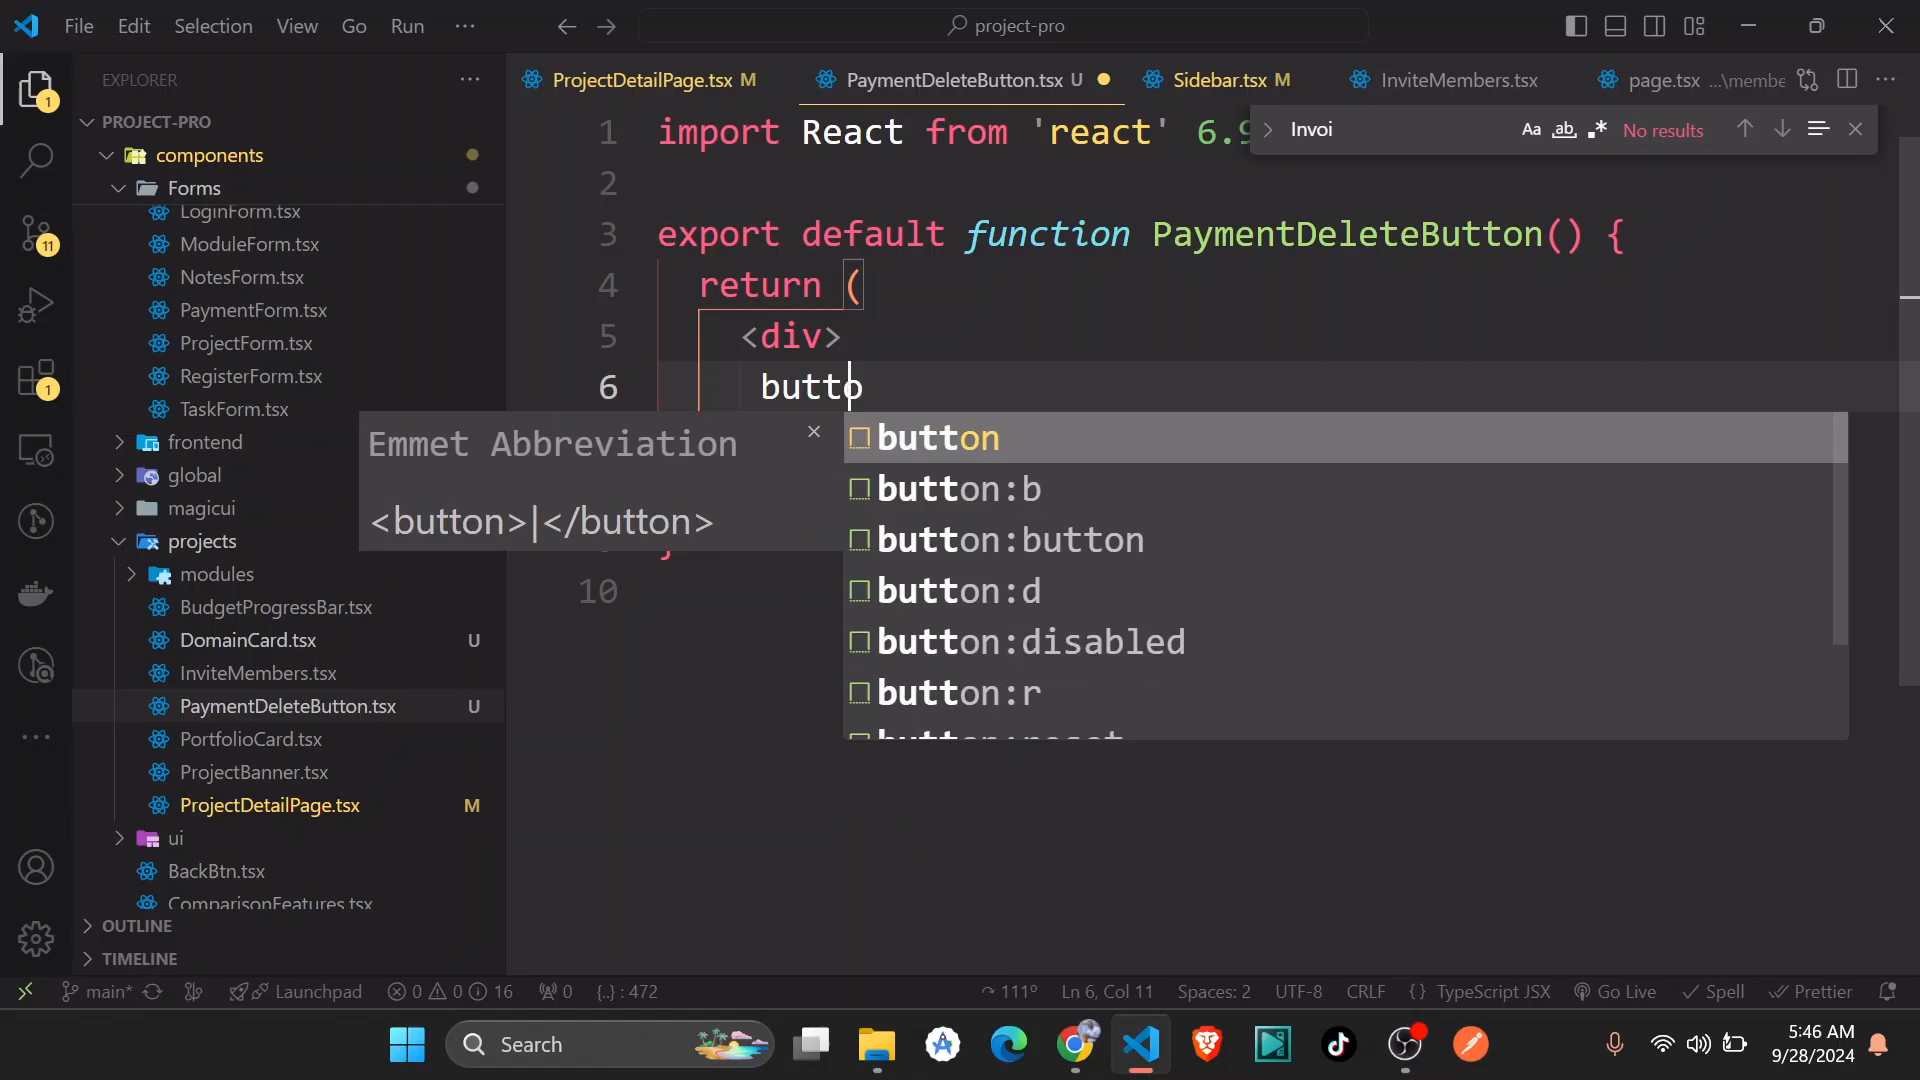 File Edit Selection View Go Run ···
project-pro
EXPLORER
PROJECT-PRO
components
Forms
LoginForm.tsx
ModuleForm.tsx
NotesForm.tsx
PaymentForm.tsx
ProjectForm.tsx
RegisterForm.tsx
TaskForm.tsx
frontend
global
magicui
projects
modules
BudgetProgressBar.tsx
DomainCard.tsx U
InviteMembers.tsx
PaymentDeleteButton.tsx U
PortfolioCard.tsx
ProjectBanner.tsx
ProjectDetailPage.tsx M
ui
BackBtn.tsx
ComparisonFeatures.tsx
OUTLINE
TIMELINE
1
11
1
ProjectDetailPage.tsx M PaymentDeleteButton.tsx U Sidebar.tsx M InviteMembers.tsx page.tsx ...\membe
Invoi Aa ab .* No results
1 import React from 'react' 6.9
2
3 export default function PaymentDeleteButton() {
4 return (
5 <div>
6 butto
}
10
Emmet Abbreviation
<button>|</button>
button
button:b
button:button
button:d
button:disabled
button:r
button:reset
main* Launchpad 0 0 16 0 {..} : 472 111° Ln 6, Col 11 Spaces: 2 UTF-8 CRLF {} TypeScript JSX Go Live Spell Prettier
Search
5:46 AM
9/28/2024